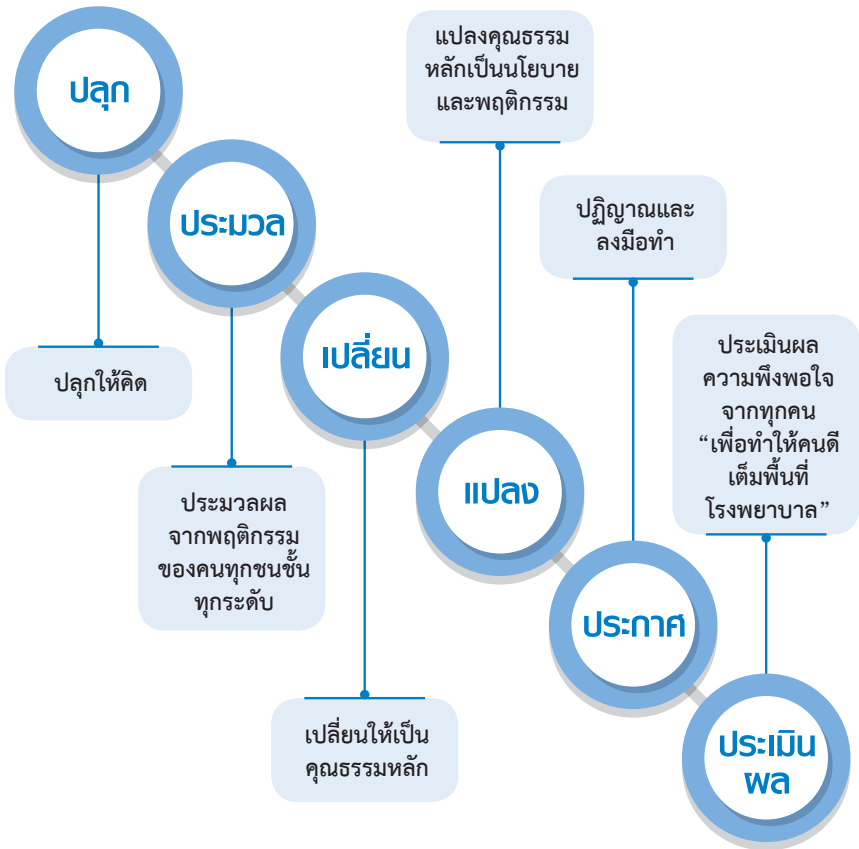 ปลุก
ปลุกให้คิด
ประมวล
ประมวลผล
จากพฤติกรรม
ของคนทุกชนชั้น
ทุกระดับ
เปลี่ยน
เปลี่ยนให้เป็น
คุณธรรมหลัก
แปลง
แปลงคุณธรรม
หลักเป็นนโยบาย
และพฤติกรรม
ประกาศ
ปฏิญาณและ
ลงมือทำ
ประเมิน
ผล
ประเมินผล
ความพึงพอใจ
จากทุกคน
“เพื่อทำให้คนดี
เต็มพื้นที่
โรงพยาบาล”